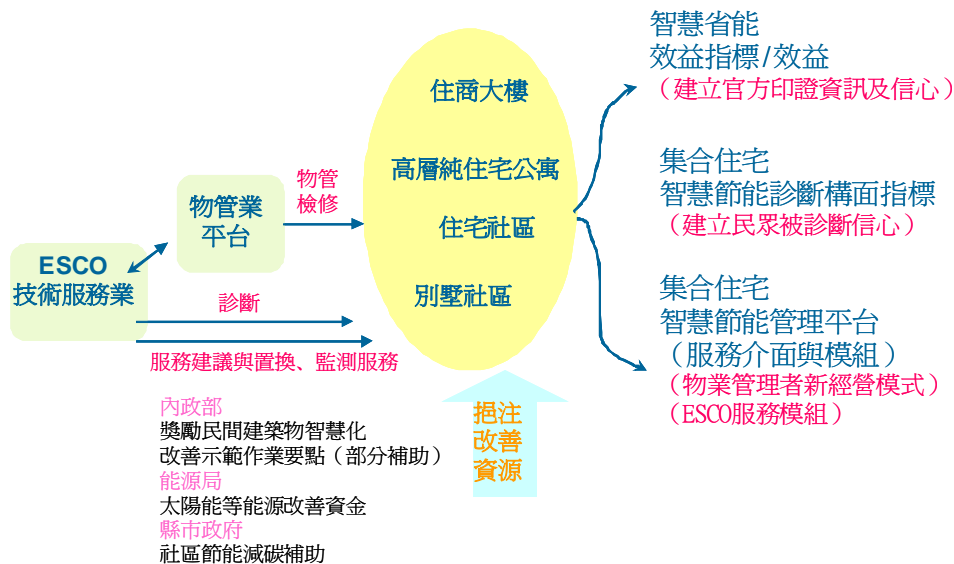 ESCO
技術服務業
物管業
平台
物管
檢修
診斷
服務建議與置換、監測服務
內政部
獎勵民間建築物智慧化
改善示範作業要點（部分補助）
能源局
太陽能等能源改善資金
縣市政府
社區節能減碳補助
住商大樓
高層純住宅公寓
住宅社區
別墅社區
挹注
改善
資源
智慧省能
效益指標/效益
（建立官方印證資訊及信心）
集合住宅
智慧節能診斷構面指標
（建立民眾被診斷信心）
集合住宅
智慧節能管理平台
（服務介面與模組）
（物業管理者新經營模式）
（ESCO服務模組）